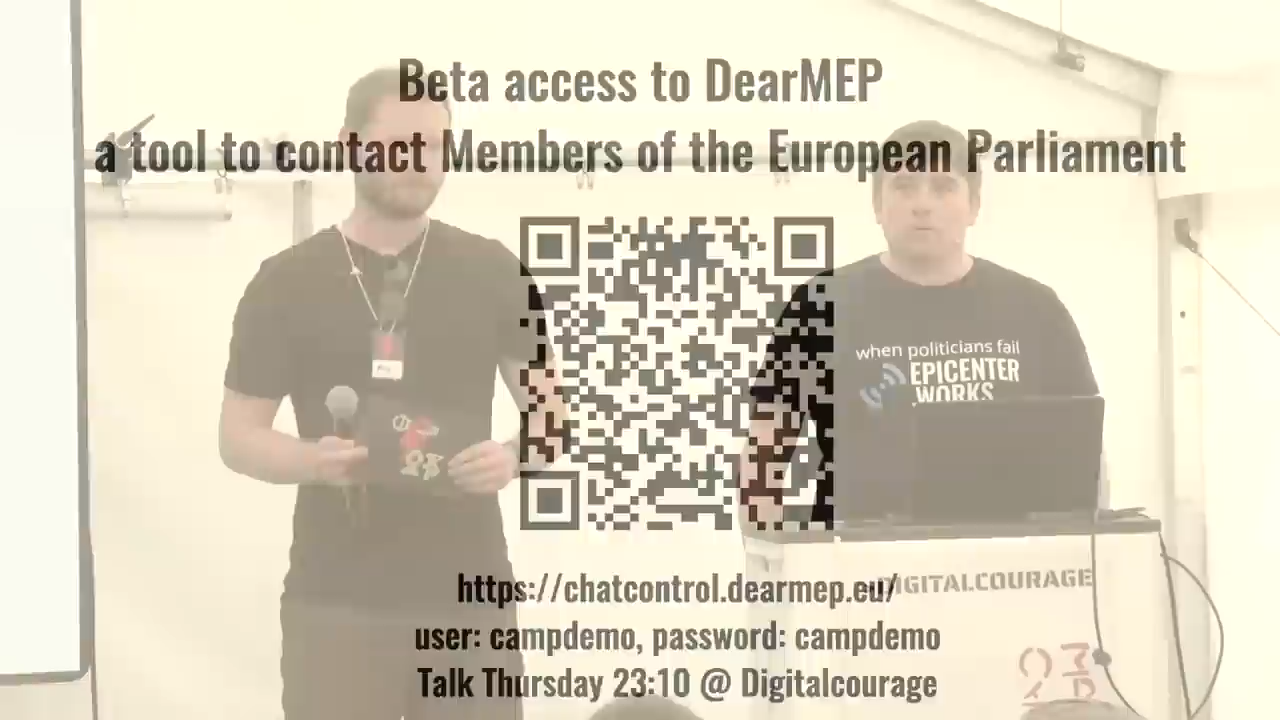 Beta access to DearMEP
a tool to contact Members of the European Parliament
when politicians fail
EPICENTER
.WORKS
https://chatcontrol.dearmep.eu/
DIGITALCOURAGE
user: campdemo, password: campdemo
Talk Thursday 23:10 @ Digitalcourage